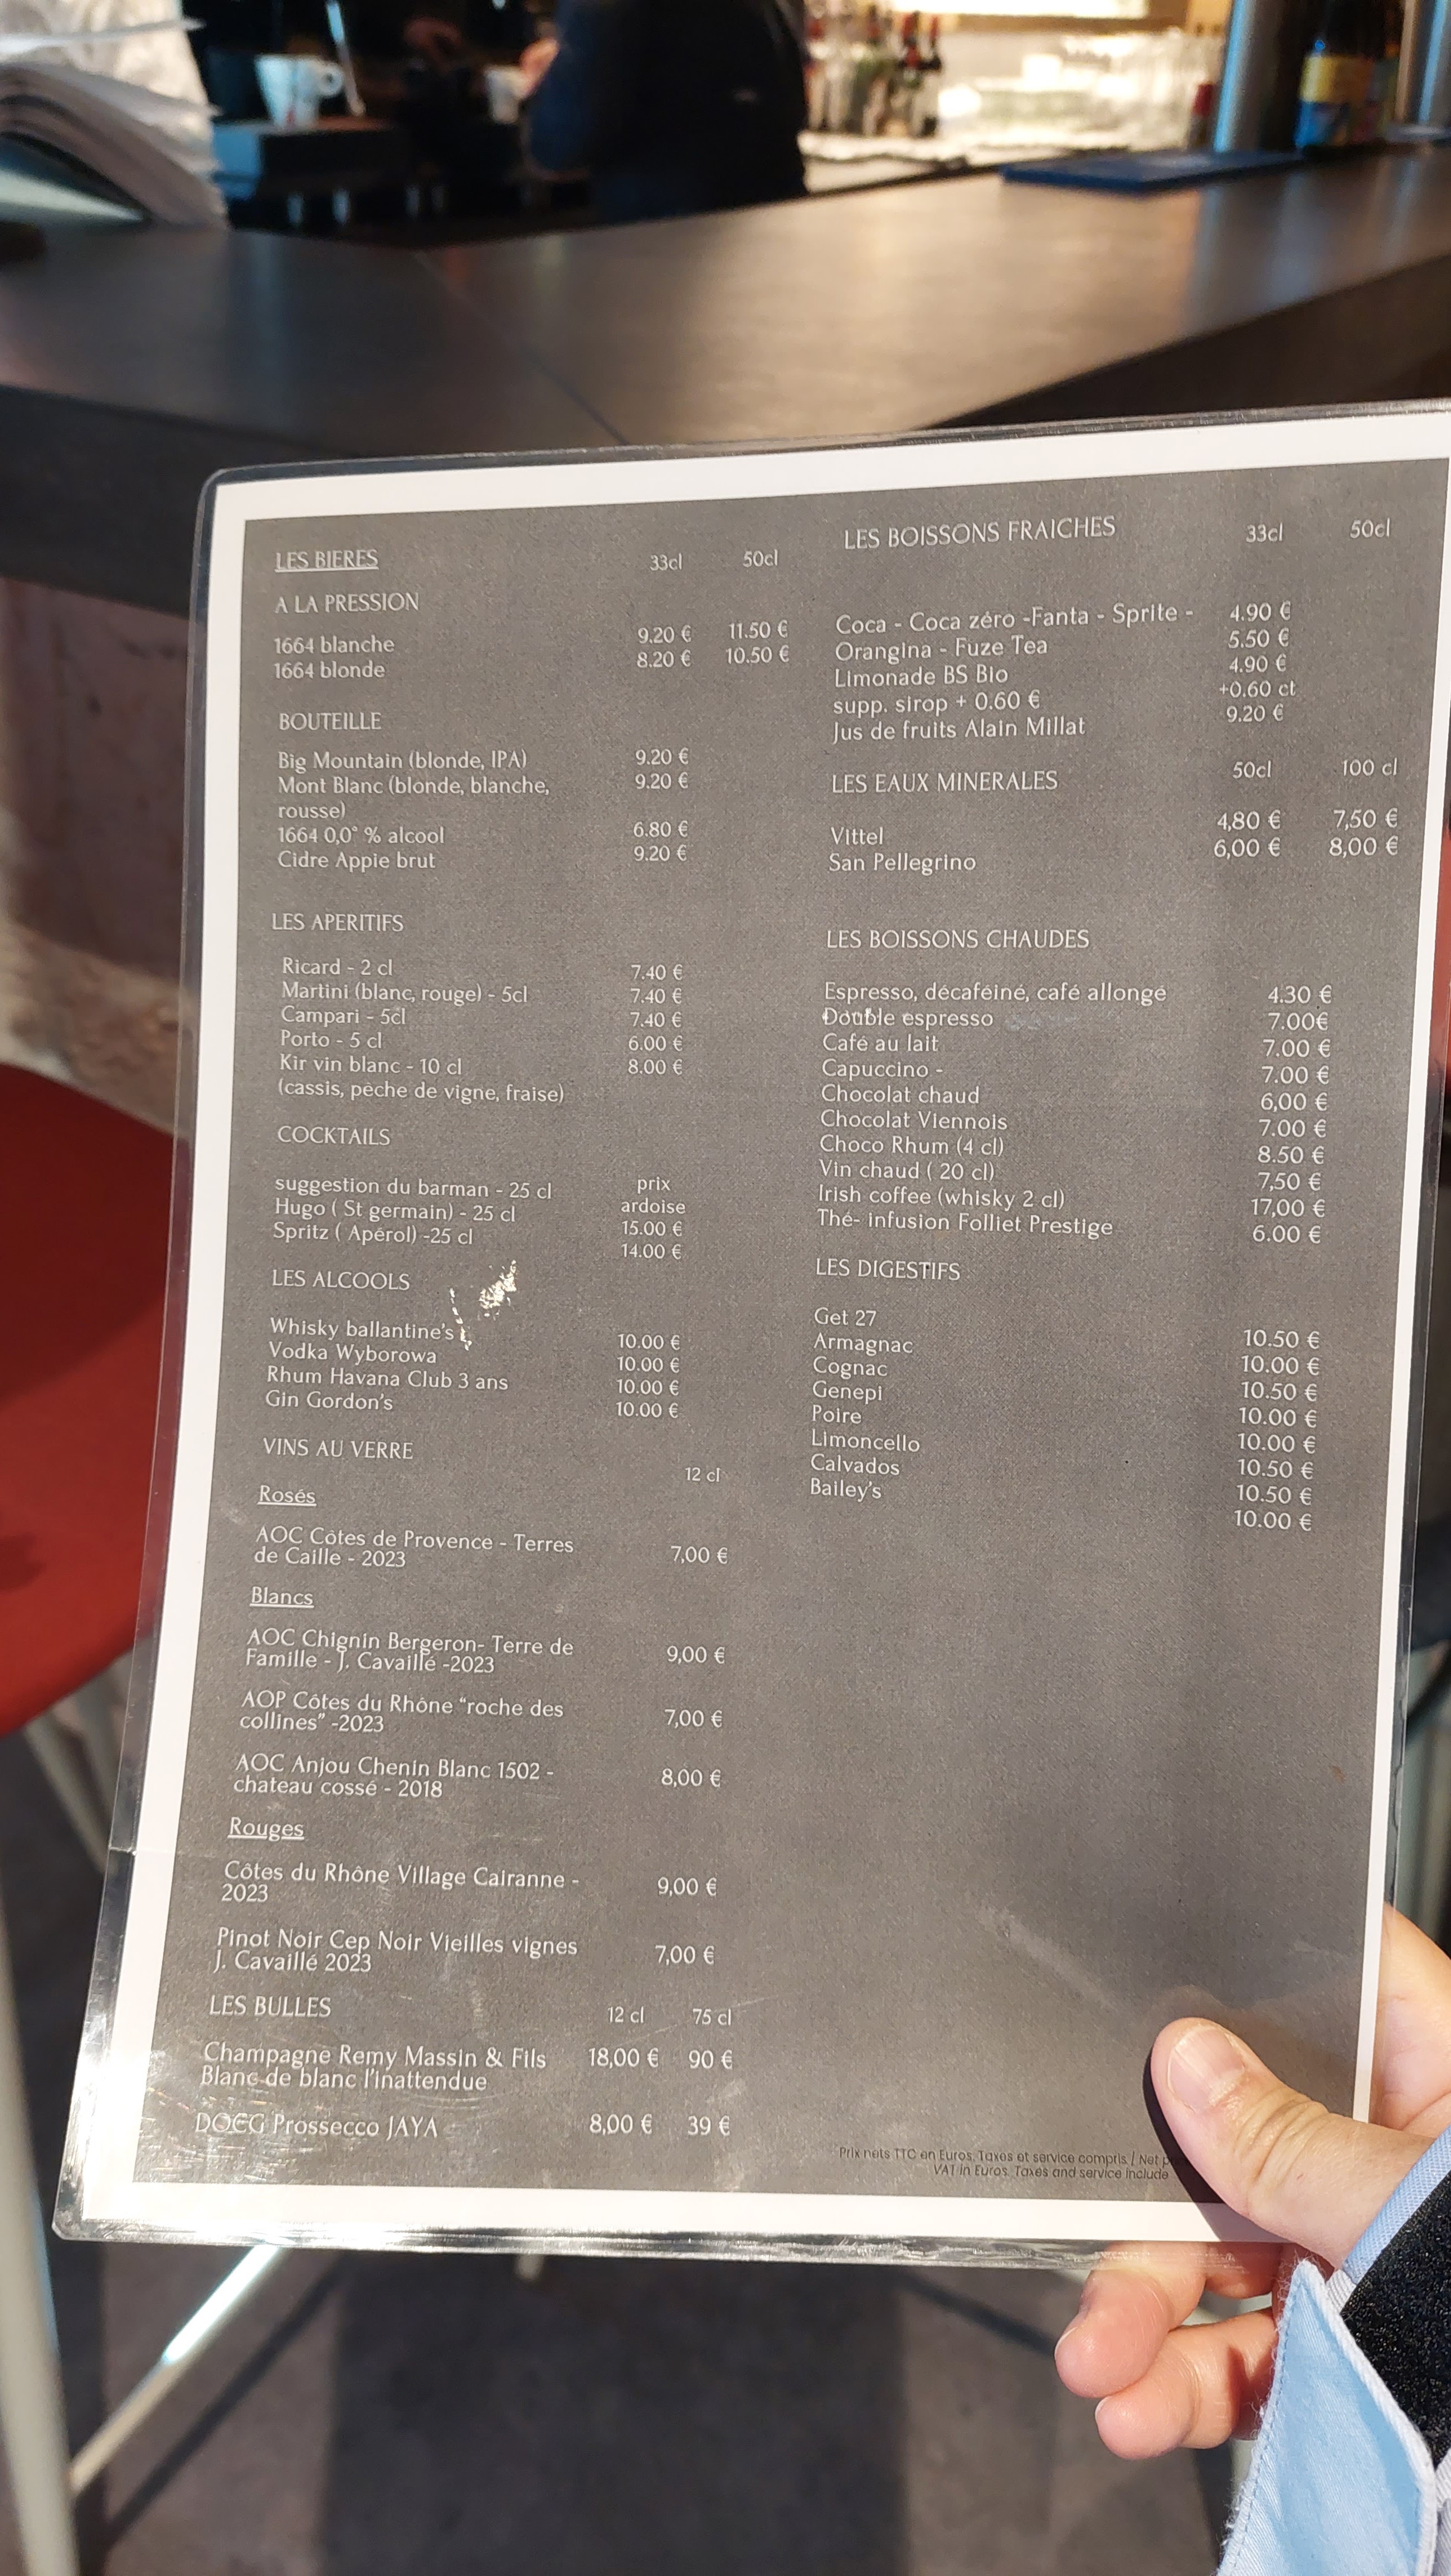 LES BIERES 33cl 50cl
A LA PRESSION
1664 blanche 9.20 € 11.50 €
1664 blonde 8.20 € 10.50 €
BOUTEILLE
Big Mountain (blonde, IPA) 9.20 €
Mont Blanc (blonde, blanche, 9.20 €
rousse)
1664 0,0° % alcool 6.80 €
Cidre Appie brut 9.20 €
LES APERITIFS
Ricard - 2 cl 7.40 €
Martini (blanc, rouge) - 5cl 7.40 €
Campari - 5cl 7.40 €
Porto - 5 cl 6.00 €
Kir vin blanc - 10 cl 8.00 €
(cassis, pèche de vigne, fraise)
COCKTAILS
suggestion du barman - 25 cl prix
ardoise
Hugo ( St germain) - 25 cl 15.00 €
Spritz ( Apérol) -25 cl 14.00 €
LES ALCOOLS
Whisky ballantine's 10.00 €
Vodka Wyborowa 10.00 €
Rhum Havana Club 3 ans 10.00 €
Gin Gordon's 10.00 €
VINS AU VERRE
12 cl
Rosés
AOC Côtes de Provence - Terres
de Caille - 2023 7,00 €
Blancs
AOC Chignin Bergeron- Terre de
Famille - J. Cavaillé -2023 9,00 €
AOP Côtes du Rhône “roche des
collines” -2023 7,00 €
AOC Anjou Chenin Blanc 1502 -
chateau cossé - 2018 8,00 €
Rouges
Côtes du Rhône Village Cairanne -
2023 9,00 €
Pinot Noir Cep Noir Vieilles vignes
J. Cavaillé 2023 7,00 €
LES BULLES 12 cl 75 cl
Champagne Remy Massin & Fils 18,00 € 90 €
Blanc de blanc l'inattendue
DOCG Prossecco JAYA 8,00 € 39 €
LES BOISSONS FRAICHES 33cl 50cl
Coca - Coca zéro -Fanta - Sprite - 4.90 €
Orangina - Fuze Tea 5.50 €
Limonade BS Bio 4.90 €
supp. sirop + 0.60 € +0.60 ct
Jus de fruits Alain Millat 9.20 €
LES EAUX MINERALES 50cl 100 cl
Vittel 4,80 € 7,50 €
San Pellegrino 6,00 € 8,00 €
LES BOISSONS CHAUDES
Espresso, décaféiné, café allongé 4.30 €
Double espresso 7.00€
Café au lait 7.00 €
Capuccino - 7.00 €
Chocolat chaud 6,00 €
Chocolat Viennois 7.00 €
Choco Rhum (4 cl) 8.50 €
Vin chaud ( 20 cl) 7,50 €
Irish coffee (whisky 2 cl) 17,00 €
Thé- infusion Folliet Prestige 6.00 €
LES DIGESTIFS
Get 27 10.50 €
Armagnac 10.00 €
Cognac 10.50 €
Genepi 10.00 €
Poire 10.00 €
Limoncello 10.50 €
Calvados 10.50 €
Bailey's 10.00 €
Prix nets TTC en Euros. Taxes et service compris. / Net
VAT in Euros. Taxes and service include